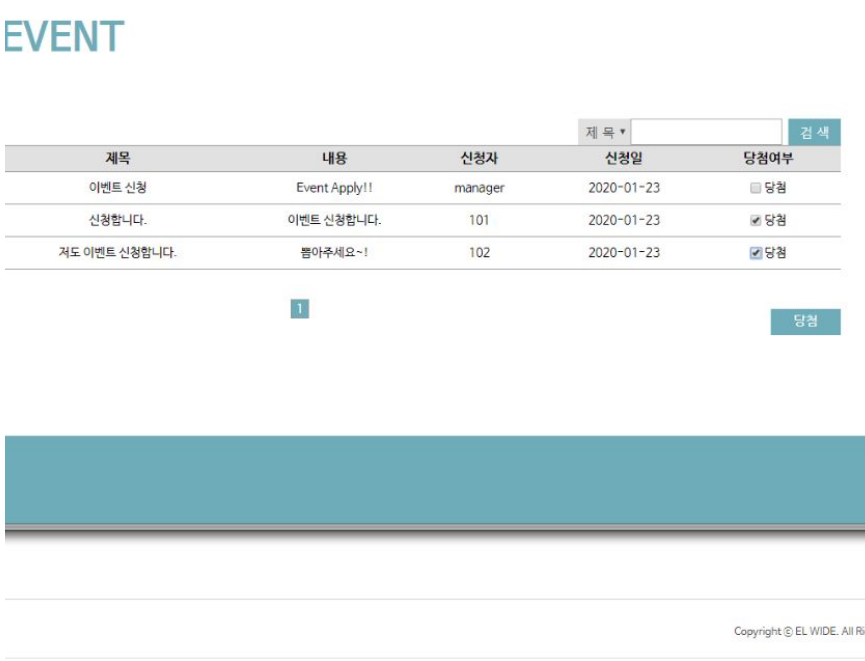 EVENT
제 목 검 색
제목 내용 신청자 신청일 당첨여부
이벤트 신청 Event Apply!! manager 2020-01-23 당첨
신청합니다. 이벤트 신청합니다. 101 2020-01-23 당첨
저도 이벤트 신청합니다. 뽑아주세요~! 102 2020-01-23 당첨
1
당첨
Copyright ⓒ EL WIDE. All Ri